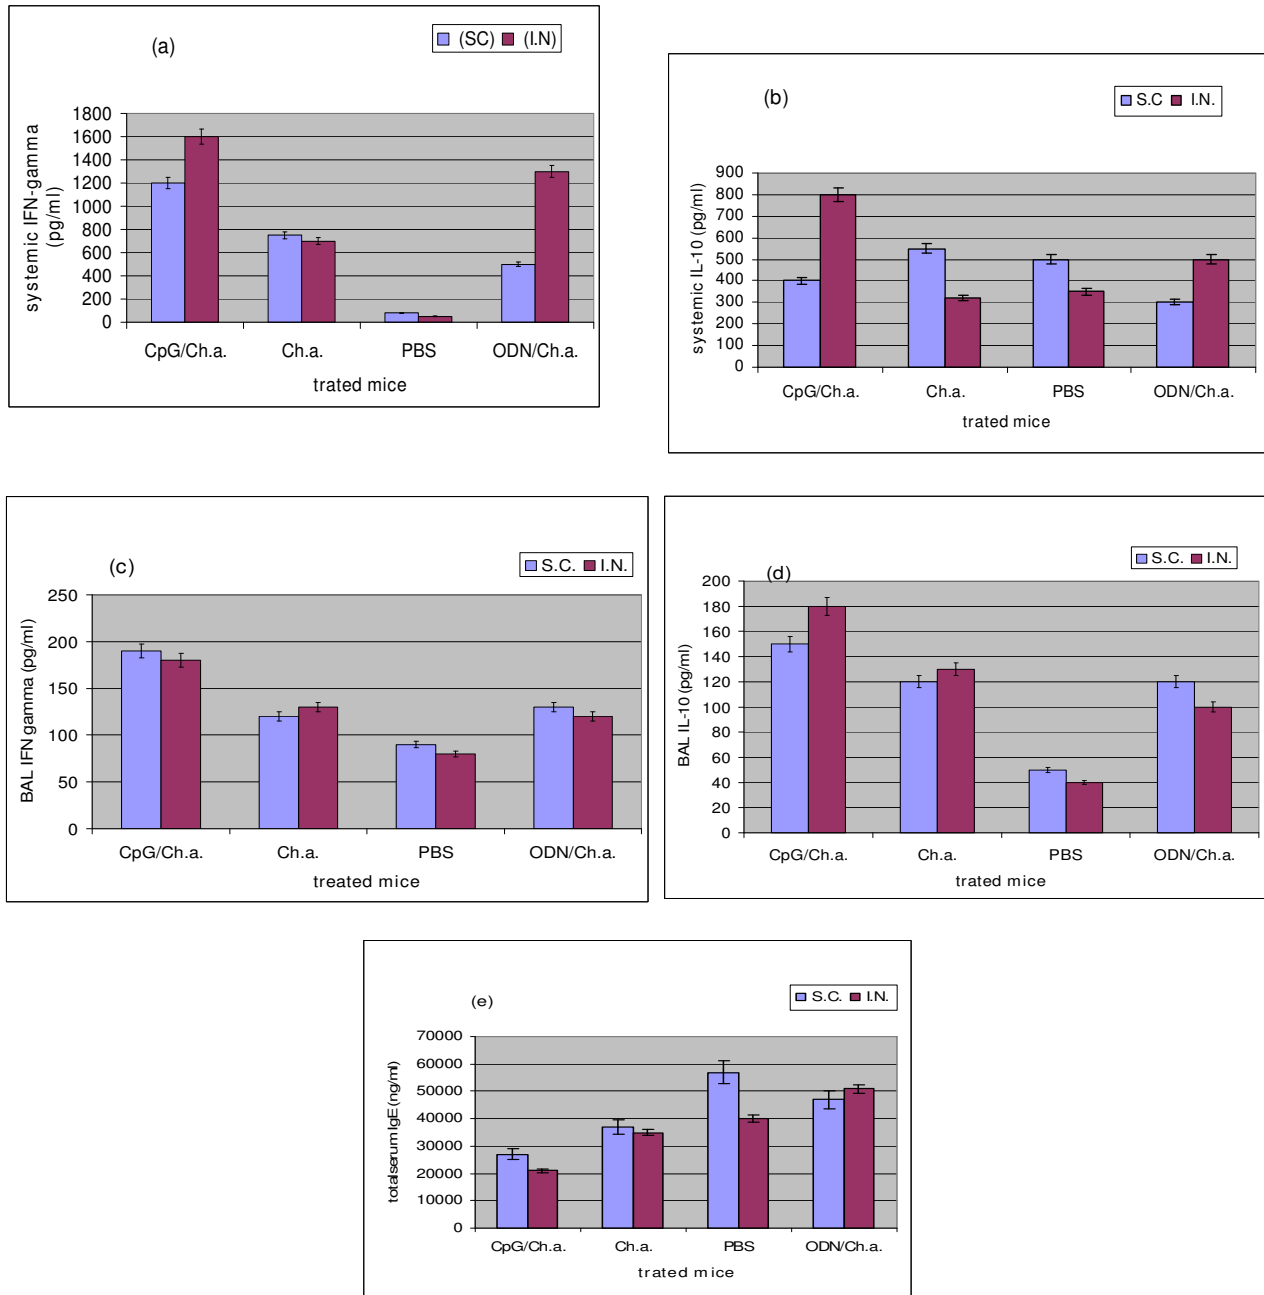 (a)
(SC) (I.N)
systemic IFN-gamma
(pg/ml)
1800
1600
1400
1200
1000
800
600
400
200
0
CpG/Ch.a. Ch.a. PBS ODN/Ch.a.
trated mice
(b)
S.C I.N.
systemic IL-10 (pg/ml)
900
800
700
600
500
400
300
200
100
0
CpG/Ch.a. Ch.a. PBS ODN/Ch.a.
trated mice
(c)
S.C. I.N.
BAL IFN gamma (pg/ml)
250
200
150
100
50
0
CpG/Ch.a. Ch.a. PBS ODN/Ch.a.
treated mice
(d)
S.C. I.N.
BAL IL-10 (pg/ml)
200
180
160
140
120
100
80
60
40
20
0
CpG/Ch.a. Ch.a. PBS ODN/Ch.a.
trated mice
(e)
S.C. I.N.
total serum IgE (ng/ml)
70000
60000
50000
40000
30000
20000
10000
0
CpG/Ch.a. Ch.a. PBS ODN/Ch.a.
trated mice